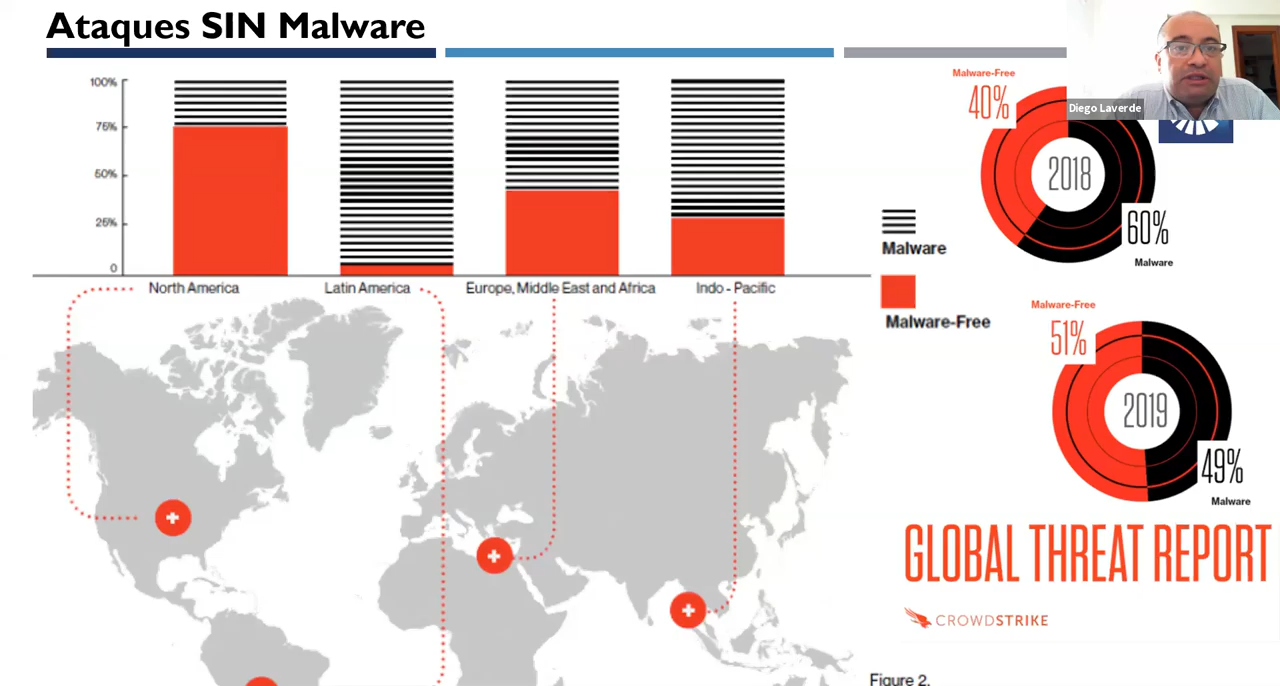 Ataques SIN Malware
100%
75%
50%
25%
0
North America
Latin America
Europe, Middle East and Africa
Indo - Pacific
Malware
Malware-Free
Diego Laverde
Malware-Free
40%
2018
60%
Malware
Malware-Free
51%
2019
49%
Malware
GLOBAL THREAT REPORT
CROWDSTRIKE
Figure 2.